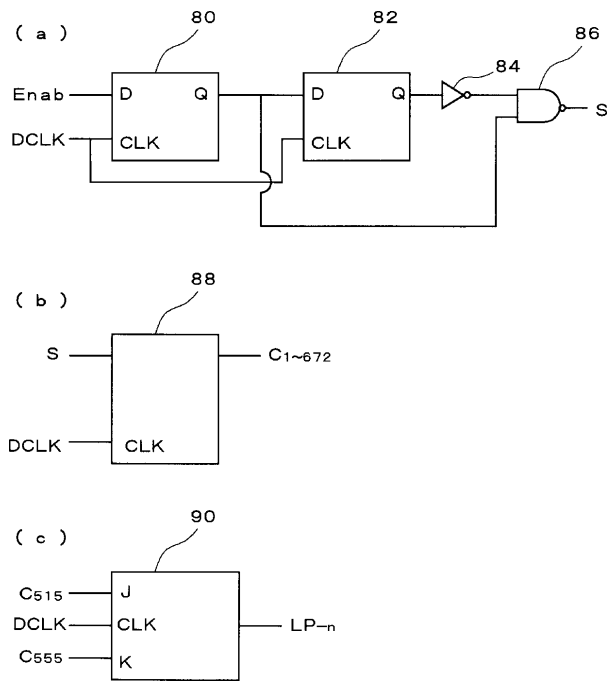 ( a )
80
82
84
86
Enab
D
Q
D
Q
S
DCLK
CLK
CLK
( b )
88
S
C1~672
DCLK
CLK
( c )
90
C515
J
DCLK
CLK
LP-n
C555
K